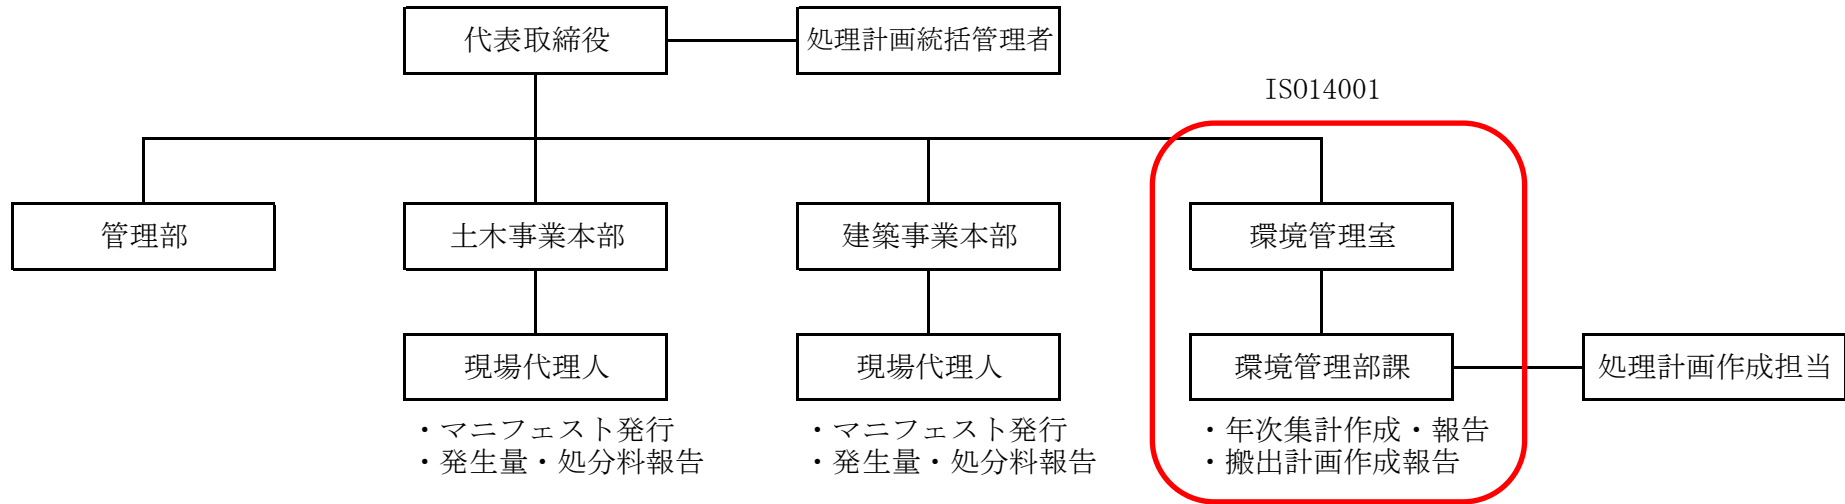 代表取締役
処理計画統括管理者
ISO14001
管理部
土木事業本部
建築事業本部
環境管理室
現場代理人
現場代理人
環境管理部課
処理計画作成担当
・マニフェスト発行
・発生量・処分料報告
・マニフェスト発行
・発生量・処分料報告
・年次集計作成・報告
・搬出計画作成報告